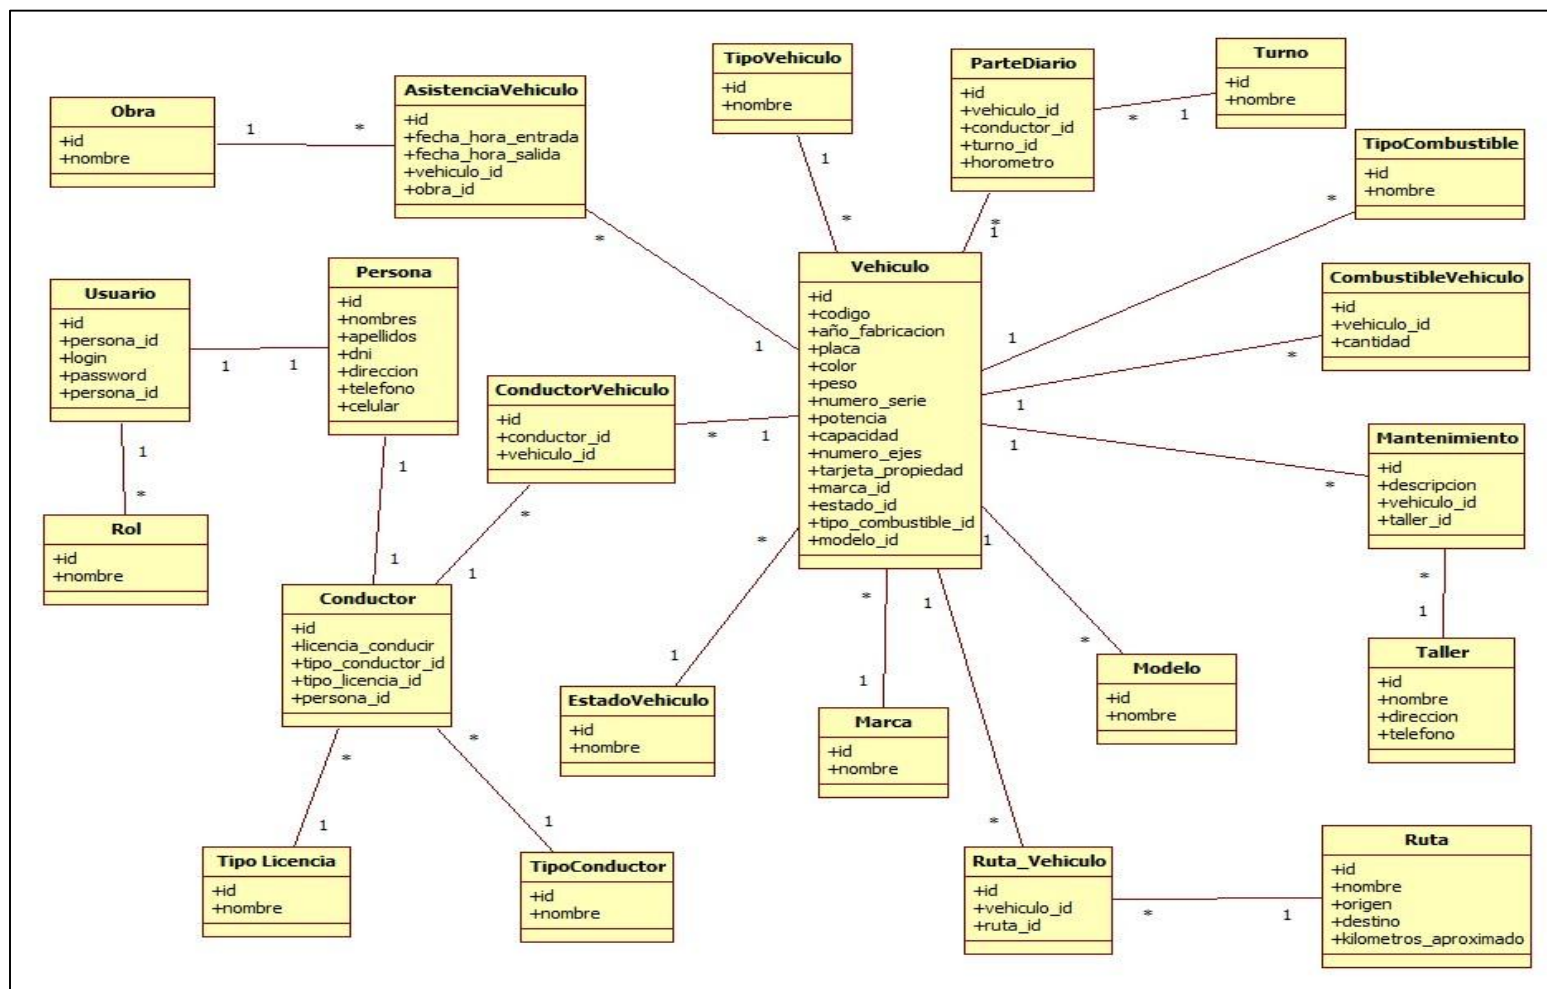 Obra
+id
+nombre
1
*
AsistenciaVehiculo
+id
+fecha_hora_entrada
+fecha_hora_salida
+vehiculo_id
+obra_id
*
1
TipoVehiculo
+id
+nombre
1
*
ParteDiario
+id
+vehiculo_id
+conductor_id
+turno_id
+horometro
*
1
*
1
Turno
+id
+nombre
TipoCombustible
+id
+nombre
*
1
Usuario
+id
+persona_id
+login
+password
+persona_id
1
1
1
*
Persona
+id
+nombres
+apellidos
+dni
+direccion
+telefono
+celular
1
1
ConductorVehiculo
+id
+conductor_id
+vehiculo_id
*
1
*
1
Vehiculo
+id
+codigo
+año_fabricacion
+placa
+color
+peso
+numero_serie
+potencia
+capacidad
+numero_ejes
+tarjeta_propiedad
+marca_id
+estado_id
+tipo_combustible_id
+modelo_id
CombustibleVehiculo
+id
+vehiculo_id
+cantidad
*
1
Mantenimiento
+id
+descripcion
+vehiculo_id
+taller_id
1
*
*
1
Rol
+id
+nombre
Conductor
+id
+licencia_conducir
+tipo_conductor_id
+tipo_licencia_id
+persona_id
*
1
*
1
EstadoVehiculo
+id
+nombre
*
1
Marca
+id
+nombre
*
1
Modelo
+id
+nombre
1
*
Taller
+id
+nombre
+direccion
+telefono
Tipo Licencia
+id
+nombre
TipoConductor
+id
+nombre
1
*
Ruta_Vehiculo
+id
+vehiculo_id
+ruta_id
*
1
Ruta
+id
+nombre
+origen
+destino
+kilometros_aproximado